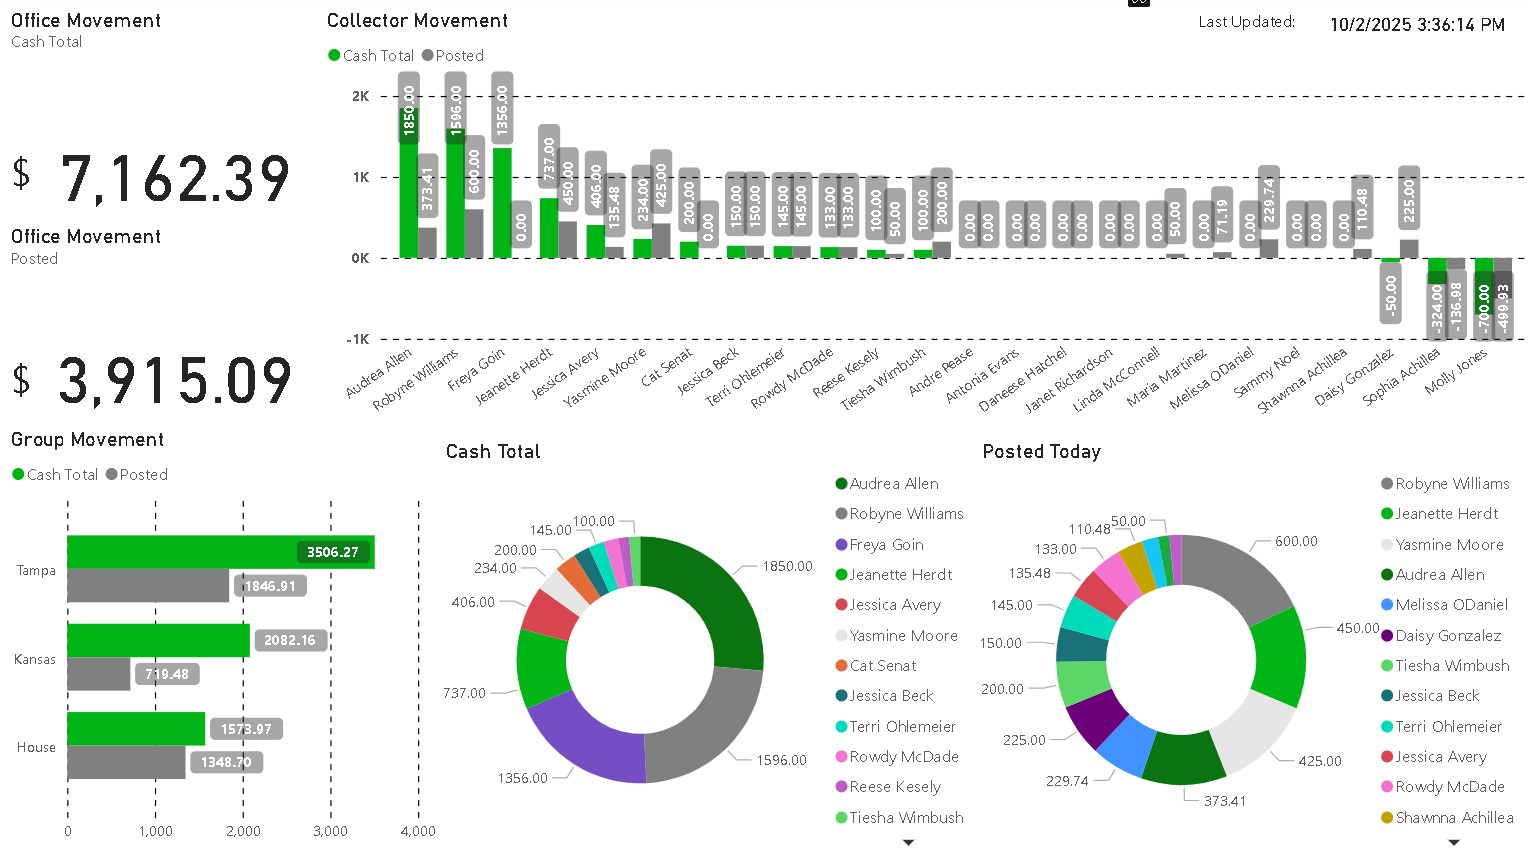 Office Movement
Cash Total
$ 7,162.39
Office Movement
Posted
$ 3,915.09
Collector Movement
Last Updated: 10/2/2025 3:36:14 PM
Cash Total Posted
2K
1K
0K
-1K
1850.00 373.41 1596.00 600.00 1356.00 0.00 737.00 450.00 406.00 135.48 234.00 425.00 200.00 0.00 150.00 150.00 145.00 145.00 133.00 133.00 100.00 50.00 100.00 200.00 0.00 0.00 0.00 0.00 0.00 0.00 0.00 0.00 0.00 50.00 0.00 71.19 0.00 229.74 0.00 0.00 0.00 110.48 -50.00 225.00 -324.00 -136.98 -700.00 -499.93
Audrea Allen
Robyne Williams
Freya Goin
Jeanette Herdt
Jessica Avery
Yasmine Moore
Cat Senat
Jessica Beck
Terri Ohlemeier
Rowdy McDade
Reese Kesely
Tiesha Wimbush
Andre Pease
Antonia Evans
Daneese Hatchel
Janet Richardson
Linda McConnell
Maria Martinez
Melissa ODaniel
Sammy Noel
Shawnna Achillea
Daisy Gonzalez
Sophia Achillea
Molly Jones
Group Movement
Cash Total Posted
Tampa 3506.27
1846.91
Kansas 2082.16
719.48
House 1573.97
1348.70
0 1,000 2,000 3,000 4,000
Cash Total
1850.00
1596.00
1356.00
737.00
406.00
234.00
200.00
145.00
100.00
Audrea Allen
Robyne Williams
Freya Goin
Jeanette Herdt
Jessica Avery
Yasmine Moore
Cat Senat
Jessica Beck
Terri Ohlemeier
Rowdy McDade
Reese Kesely
Tiesha Wimbush
Posted Today
600.00
450.00
425.00
373.41
229.74
225.00
200.00
150.00
145.00
135.48
133.00
110.48
50.00
Robyne Williams
Jeanette Herdt
Yasmine Moore
Audrea Allen
Melissa ODaniel
Daisy Gonzalez
Tiesha Wimbush
Jessica Beck
Terri Ohlemeier
Jessica Avery
Rowdy McDade
Shawnna Achillea